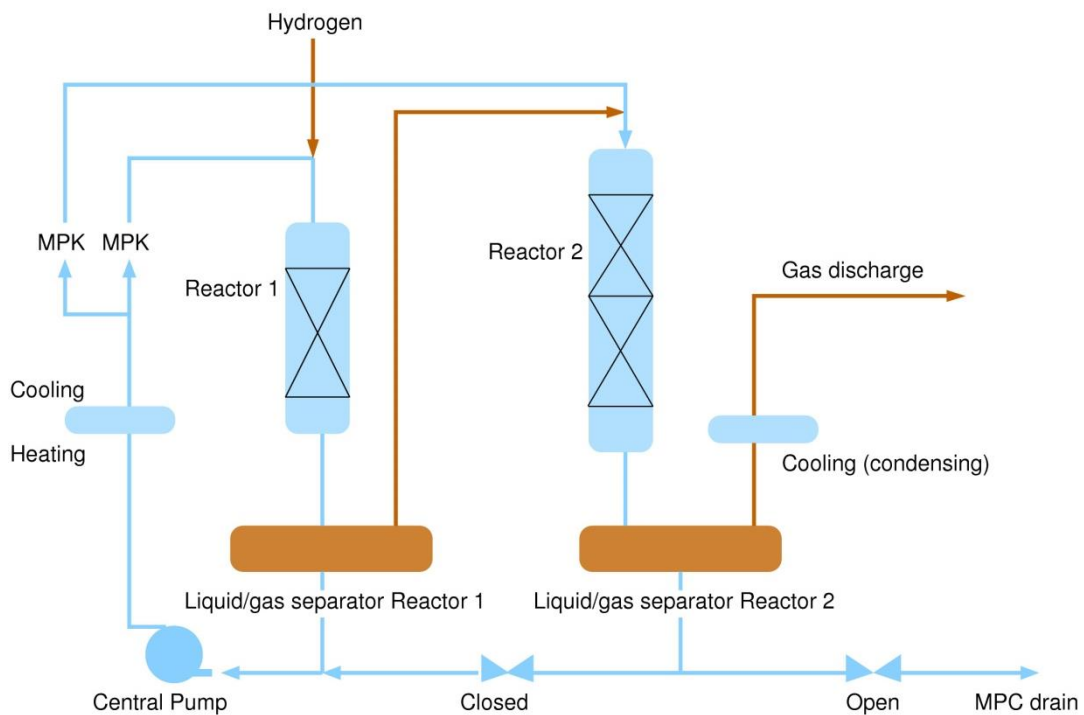 Hydrogen
MPK MPK
Reactor 1
Reactor 2
Gas discharge
Cooling
Heating
Cooling (condensing)
Liquid/gas separator Reactor 1
Liquid/gas separator Reactor 2
Central Pump
Closed
Open
MPC drain